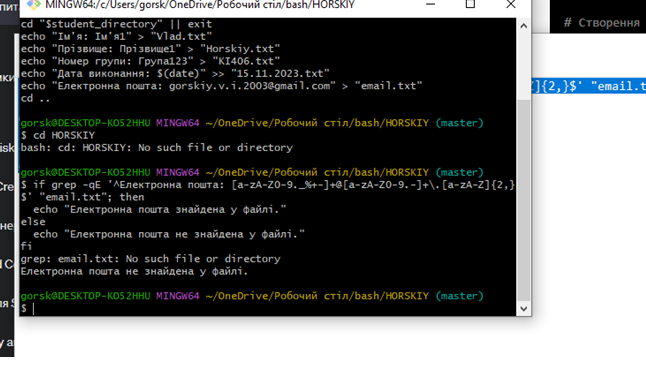 MINGW64:/c/Users/gorsk/OneDrive/Робочий стіл/bash/HORSKIY
# Створення
cd "$student_directory" || exit
echo "Ім'я: Ім'я1" > "Vlad.txt"
echo "Прізвище: Прізвище1" > "Horskiy.txt"
echo "Номер групи: Група123" > "KI406.txt"
echo "Дата виконання: $(date)" >> "15.11.2023.txt"
echo "Електронна пошта: gorskiy.v.i.2003@gmail.com" > "email.txt"
cd ..
]{2,}$' "email.t
gorsk@DESKTOP-KO52HHU MINGW64 ~/OneDrive/Робочий стіл/bash/HORSKIY (master)
$ cd HORSKIY
bash: cd: HORSKIY: No such file or directory
gorsk@DESKTOP-KO52HHU MINGW64 ~/OneDrive/Робочий стіл/bash/HORSKIY (master)
$ if grep -qE '^Електронна пошта: [a-zA-Z0-9._%+-]+@[a-zA-Z0-9.-]+\.[a-zA-Z]{2,}
$' "email.txt"; then
  echo "Електронна пошта знайдена у файлі."
else
  echo "Електронна пошта не знайдена у файлі."
fi
grep: email.txt: No such file or directory
Електронна пошта не знайдена у файлі.
gorsk@DESKTOP-KO52HHU MINGW64 ~/OneDrive/Робочий стіл/bash/HORSKIY (master)
$